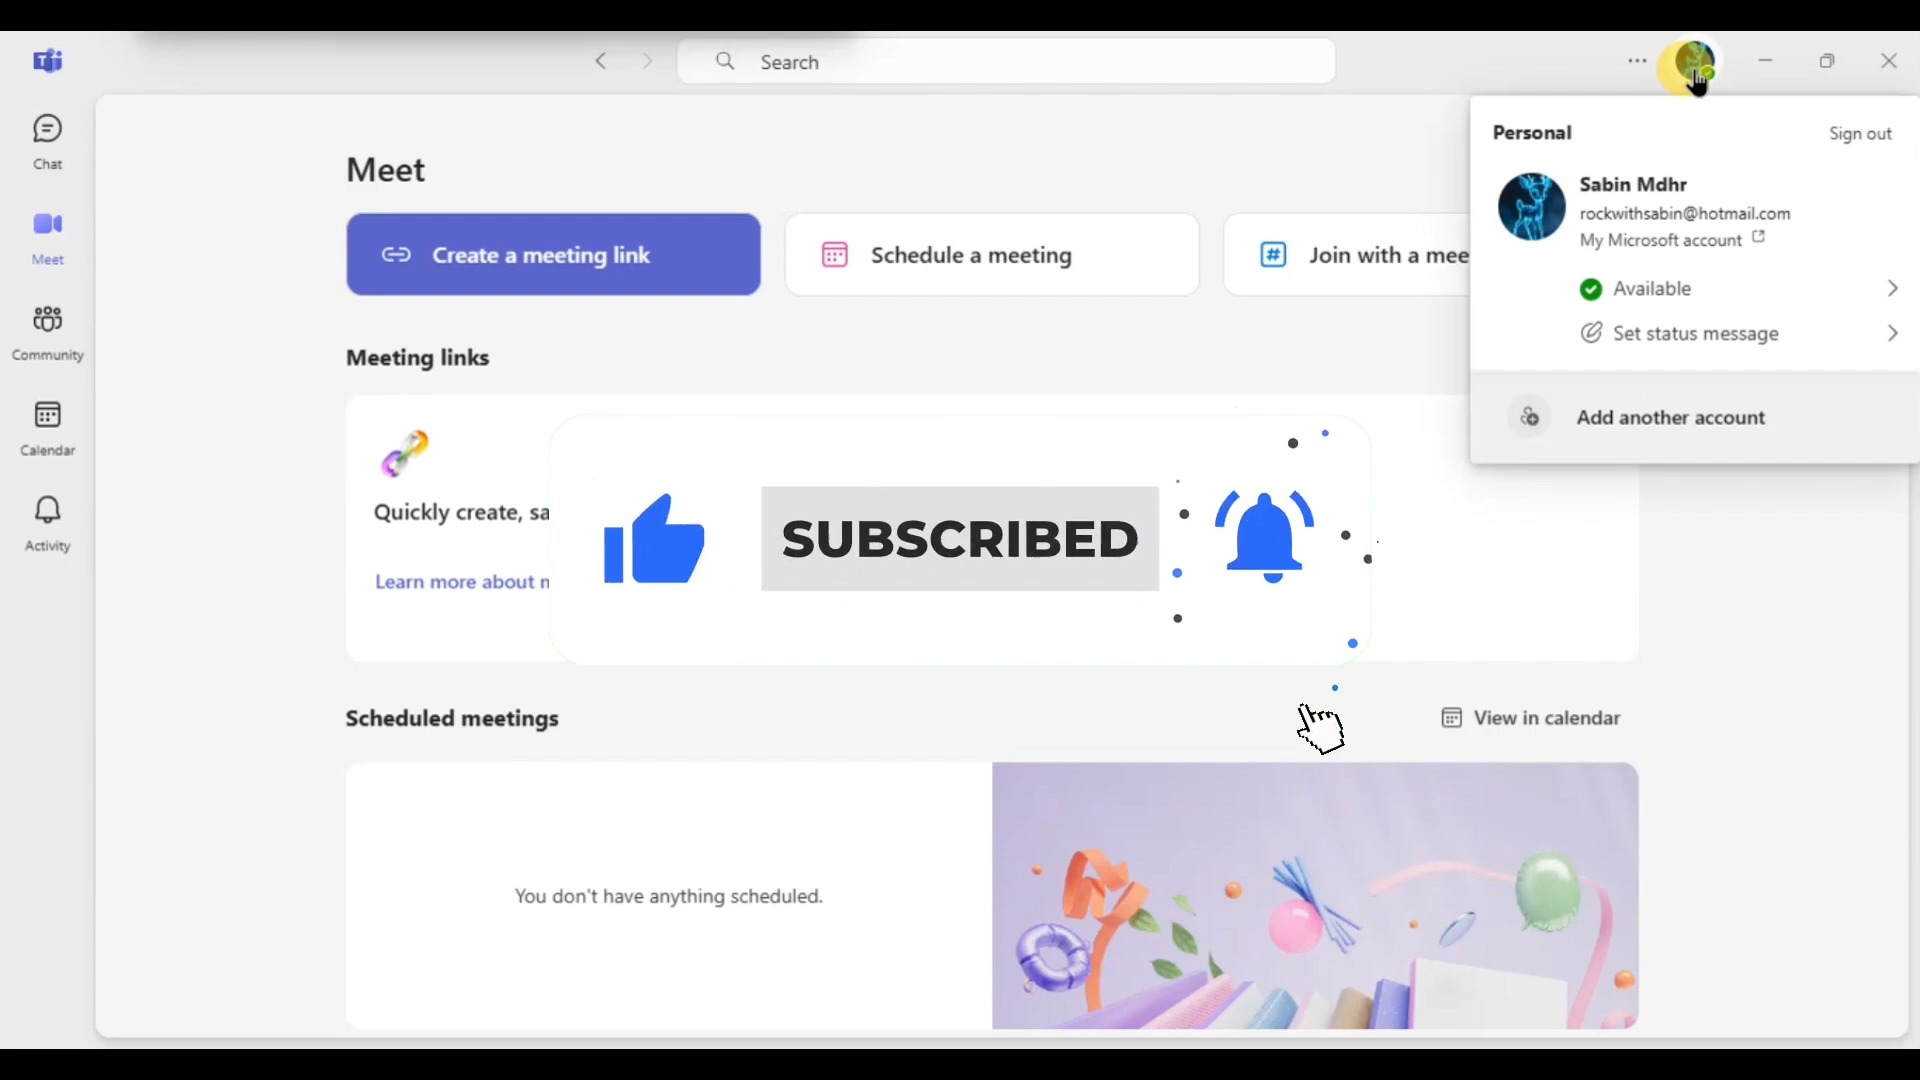 Search
Personal
Sign out
Chat
Meet
Sabin Mdhr
rockwithsabin@hotmail.com
My Microsoft account
Create a meeting link
Schedule a meeting
Join with a mee
Meet
Available
Set status message
Community
Meeting links
Add another account
Calendar
Quickly create, sa
SUBSCRIBED
Activity
Learn more about
Scheduled meetings
View in calendar
You don't have anything scheduled.